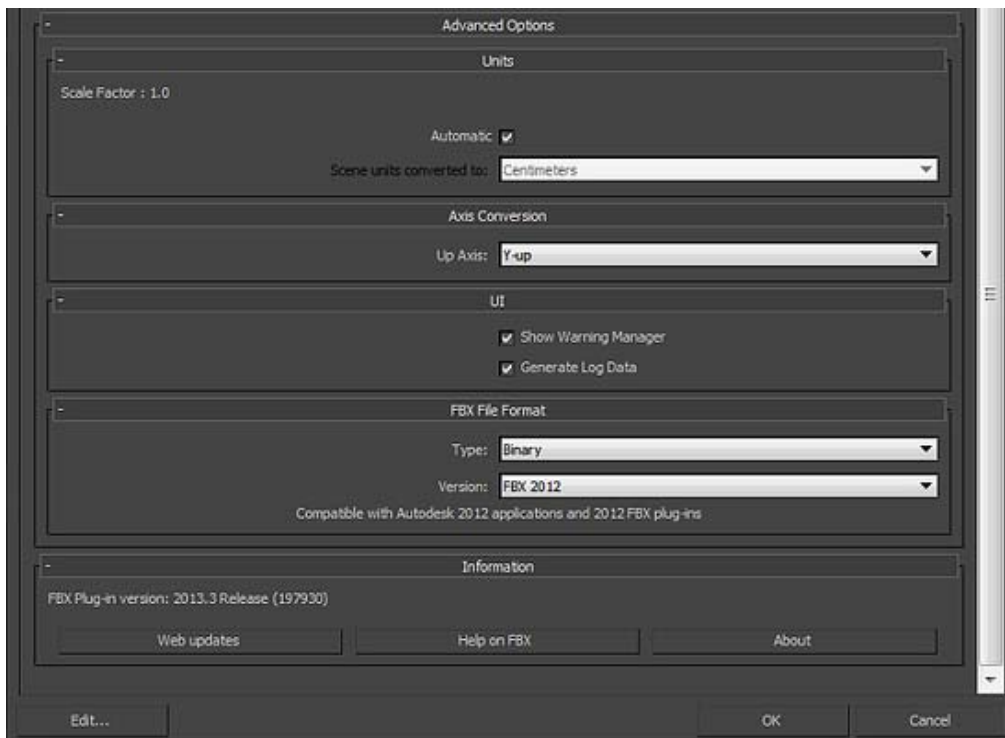 - Advanced Options
- Units
Scale Factor : 1.0
Automatic
Scene units converted to: Centimeters
- Axis Conversion
Up Axis: Y-up
- UI
Show Warning Manager
Generate Log Data
- FBX File Format
Type: Binary
Version: FBX 2012
Compatible with Autodesk 2012 applications and 2012 FBX plug-ins
- Information
FBX Plug-in version: 2013.3 Release (197930)
Web updates Help on FBX About
Edit... OK Cancel